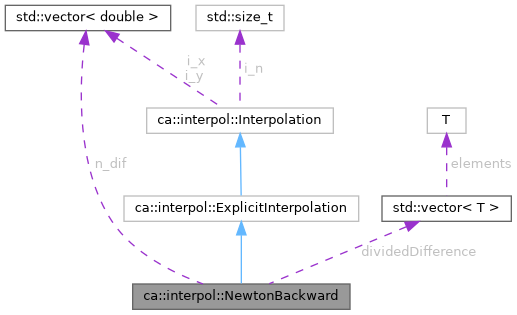 std::vector< double >
std::size_t
i_x
i_y
i_n
ca::interpol::Interpolation
T
n_dif
elements
ca::interpol::ExplicitInterpolation
std::vector< T >
dividedDifference
ca::interpol::NewtonBackward